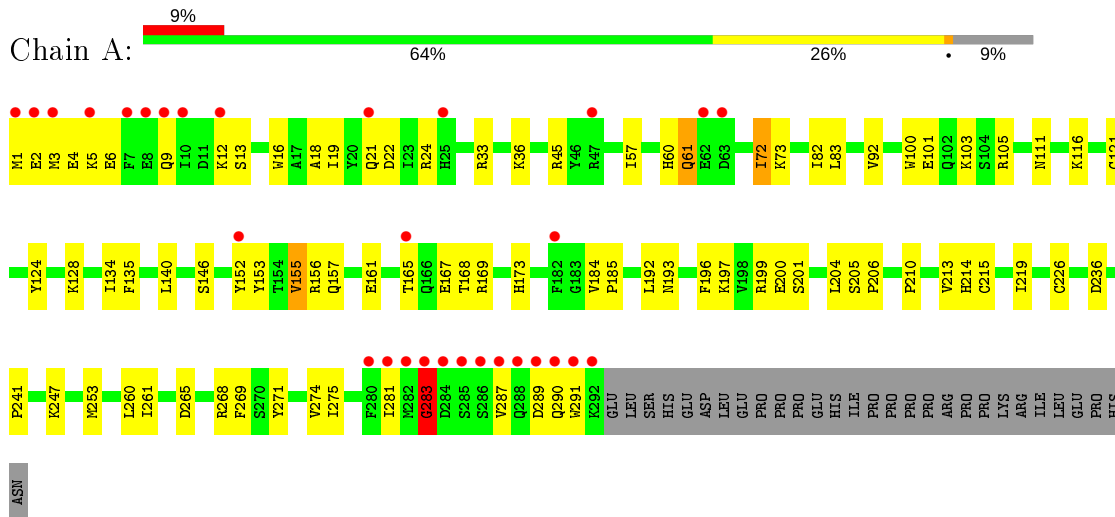 9%
Chain A:
64% 26% • 9%
M1 E2 M3 E4 K5 E6 F7 E8 Q9 I10 D11 K12 S13 W16 A17 A18 I19 Y20 Q21 D22 I23 R24 H25 R33 K36 R45 Y46 R47 I57 H60 Q61 E62 D63 I72 K73 I82 L83 V92 W100 E101 Q102 K103 S104 R105 N111 K116 G121
Y124 K128 I134 F135 L140 S146 Y152 Y153 T154 V155 R156 Q157 E161 T165 Q166 E167 T168 R169 H173 F182 G183 V184 P185 L192 N193 F196 K197 V198 R199 E200 S201 L204 S205 P206 P210 V213 H214 C215 I219 C226 D236
P241 K247 M253 L260 I261 D265 R268 F269 S270 Y271 V274 I275 F280 I281 M282 G283 D284 S285 S286 V287 Q288 D289 Q290 W291 K292 GLU LEU SER HIS GLU ASP LEU GLU PRO PRO PRO GLU HIS ILE PRO PRO PRO PRO ARG PRO PRO LYS ARG ILE LEU GLU PRO HIS
ASN